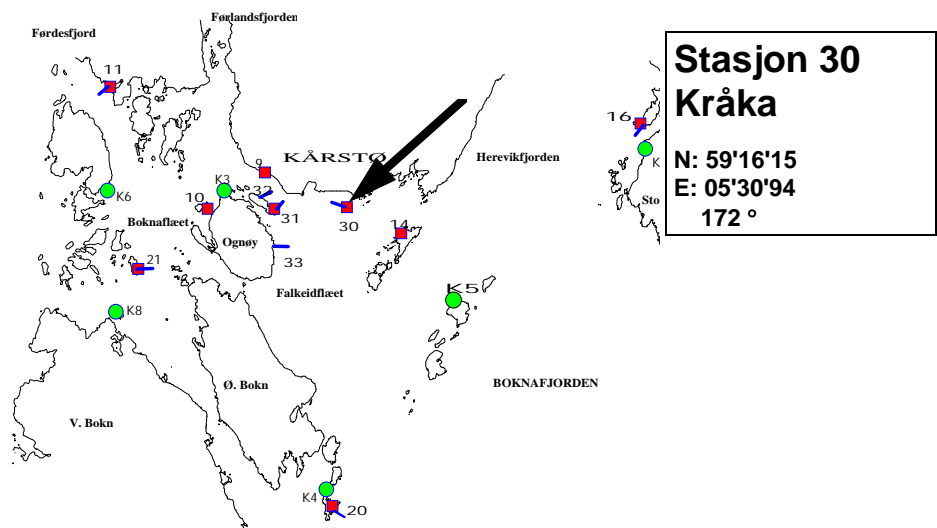 Førlandsfjorden
Førdesfjord
11
16
Stasjon 30
Kråka
N: 59'16'15
E: 05'30'94
172 °
9
KÅRSTØ
Herevikfjorden
K
K3
32
K6
10
31
30
14
Sto
Boknaflæet
Ognøy
21
33
Falkeidflæet
K5
K8
Ø. Bokn
BOKNAFJORDEN
V. Bokn
K4
20